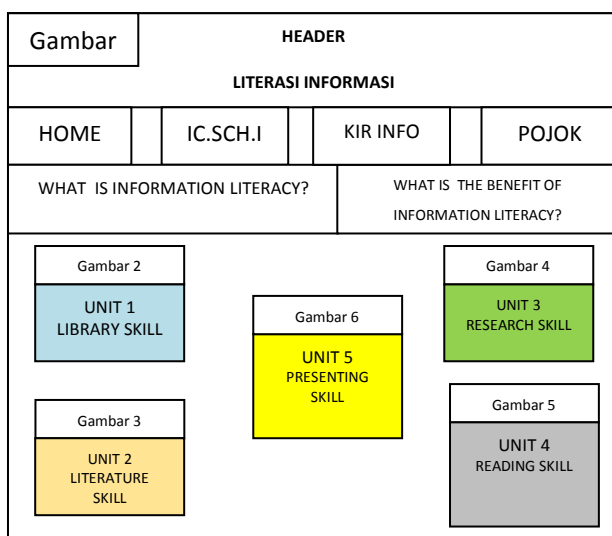 Gambar
HEADER
LITERASI INFORMASI
HOME
IC.SCH.I
KIR INFO
POJOK
WHAT IS INFORMATION LITERACY?
WHAT IS THE BENEFIT OF
INFORMATION LITERACY?
Gambar 2
UNIT 1
LIBRARY SKILL
Gambar 3
UNIT 2
LITERATURE
SKILL
Gambar 6
UNIT 5
PRESENTING
SKILL
Gambar 4
UNIT 3
RESEARCH SKILL
Gambar 5
UNIT 4
READING SKILL